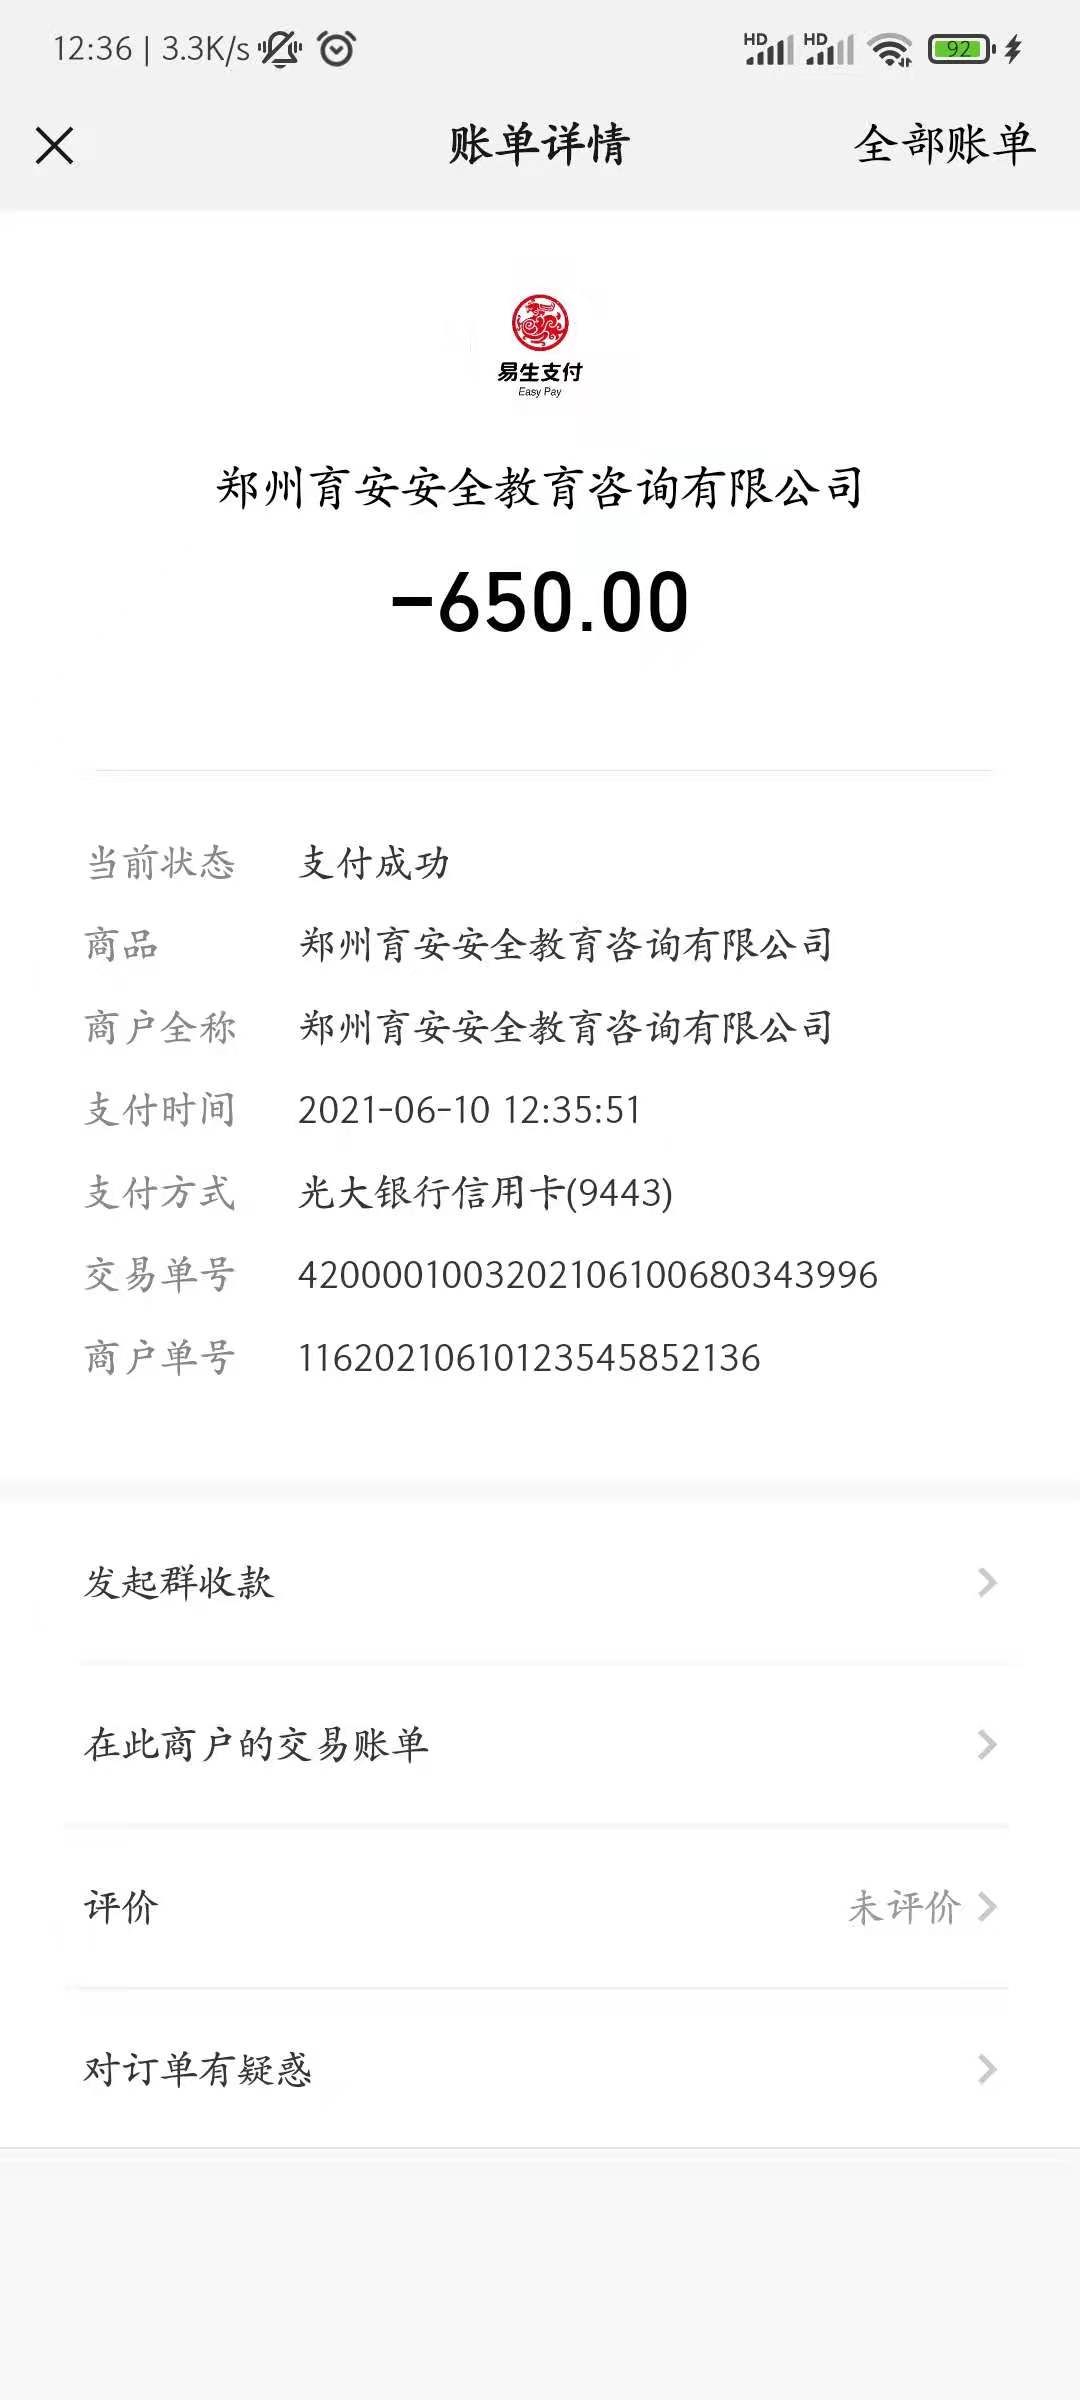 12:36 | 3.3K/s HD HD 92
账单详情 全部账单
易生支付
Easy Pay
郑州育安安全教育咨询有限公司
-650.00
当前状态 支付成功
商品 郑州育安安全教育咨询有限公司
商户全称 郑州育安安全教育咨询有限公司
支付时间 2021-06-10 12:35:51
支付方式 光大银行信用卡(9443)
交易单号 4200001003202106100680343996
商户单号 11620210610123545852136
发起群收款
在此商户的交易账单
评价 未评价
对订单有疑惑